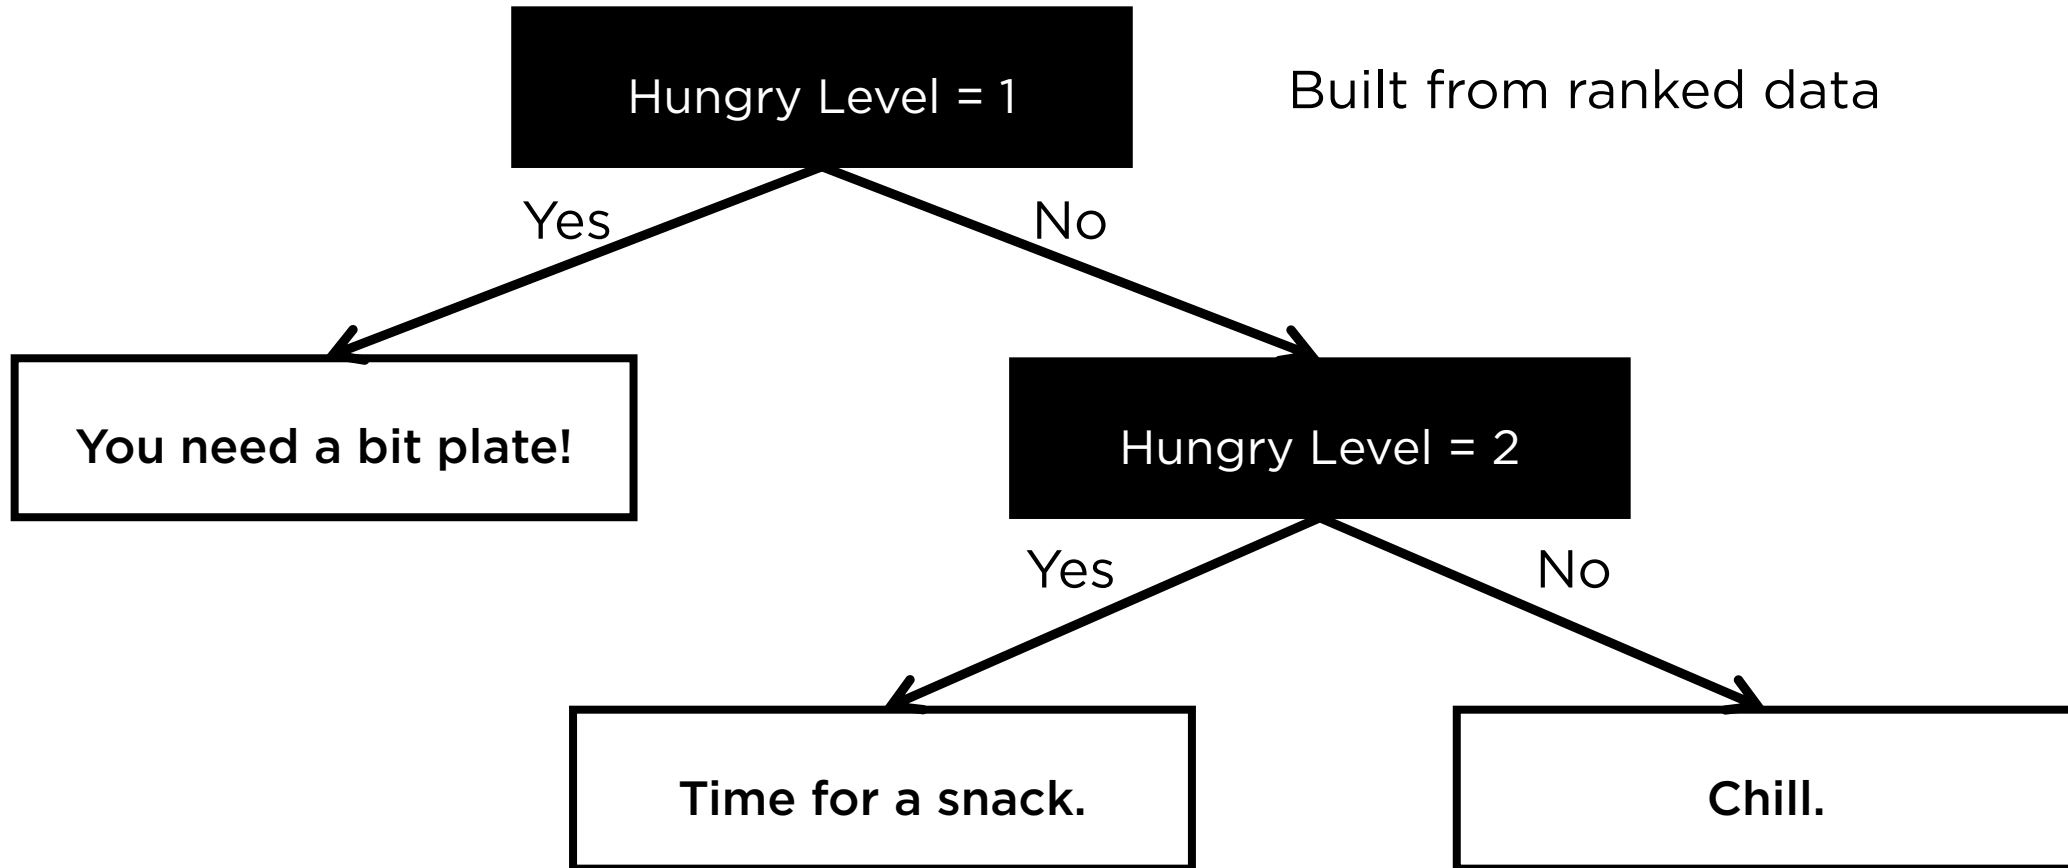 Hungry Level = 1
Built from ranked data
Yes
No
You need a bit plate!
Hungry Level = 2
Yes
No
Time for a snack.
Chill.